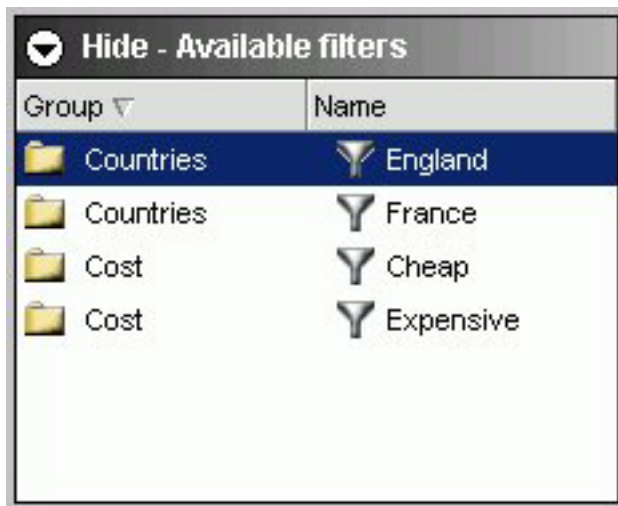 Hide - Available filters
Group Name
Countries England
Countries France
Cost Cheap
Cost Expensive